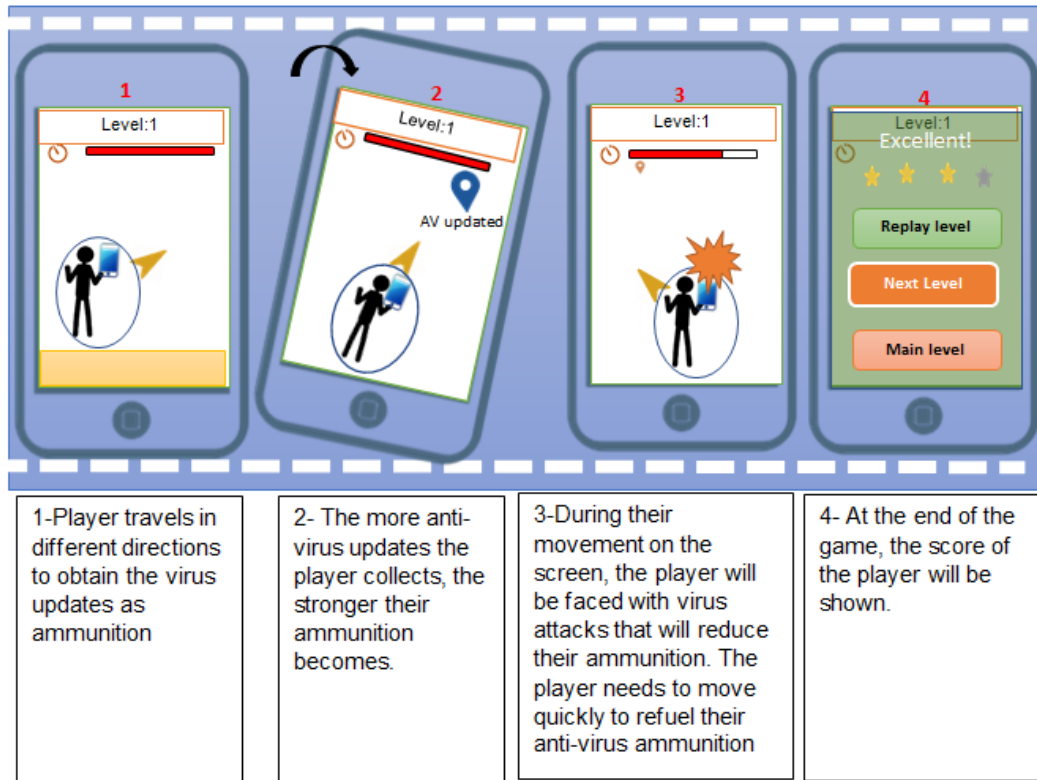 1
Level:1
2
Level:1
AV updated
3
Level:1
4
Level:1
Excellent!
Replay level
Next Level
Main level
1-Player travels in
different directions
to obtain the virus
updates as
ammunition
2- The more anti-
virus updates the
player collects, the
stronger their
ammunition
becomes.
3-During their
movement on the
screen, the player will
be faced with virus
attacks that will reduce
their ammunition. The
player needs to move
quickly to refuel their
anti-virus ammunition
4- At the end of the
game, the score of
the player will be
shown.